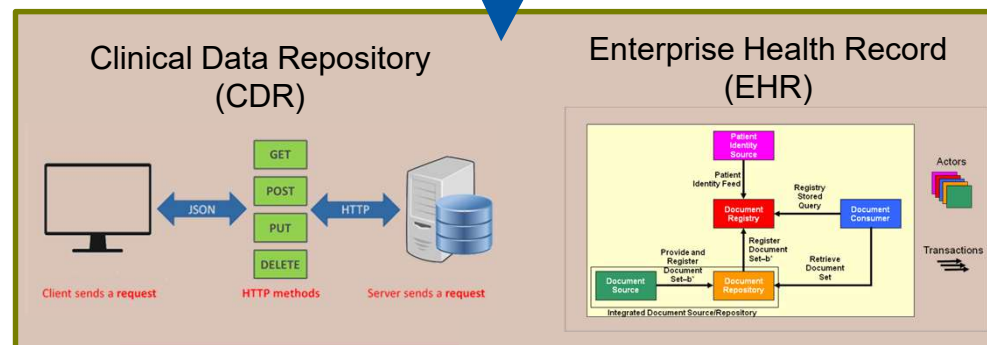 Clinical Data Repository
(CDR)
GET
POST
PUT
DELETE
JSON
HTTP
Client sends a request
HTTP methods
Server sends a request
Enterprise Health Record
(EHR)
Patient
Identity
Source
Patient
Identity Feed
Registry
Stored
Query
Document
Registry
Document
Consumer
Provide and
Register
Document
Set–b'
Register
Document
Set–b'
Retrieve
Document
Set
Document
Source
Document
Repository
Integrated Document Source/Repository
Actors
Transactions